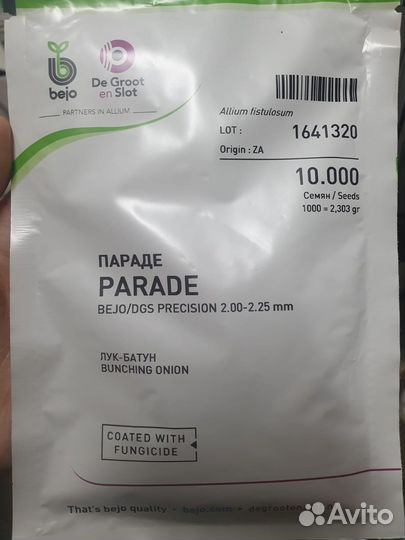 bejo
De Groot
en Slot
PARTNERS IN ALLIUM
Allium fistulosum
LOT : 1641320
Origin : ZA
10.000
Семян / Seeds
1000 = 2,303 gr
ПАРАДЕ
PARADE
BEJO/DGS PRECISION 2.00-2.25 mm
ЛУК-БАТУН
BUNCHING ONION
COATED WITH
FUNGICIDE
That's bejo quality • bejo.com • degrooten
Avito